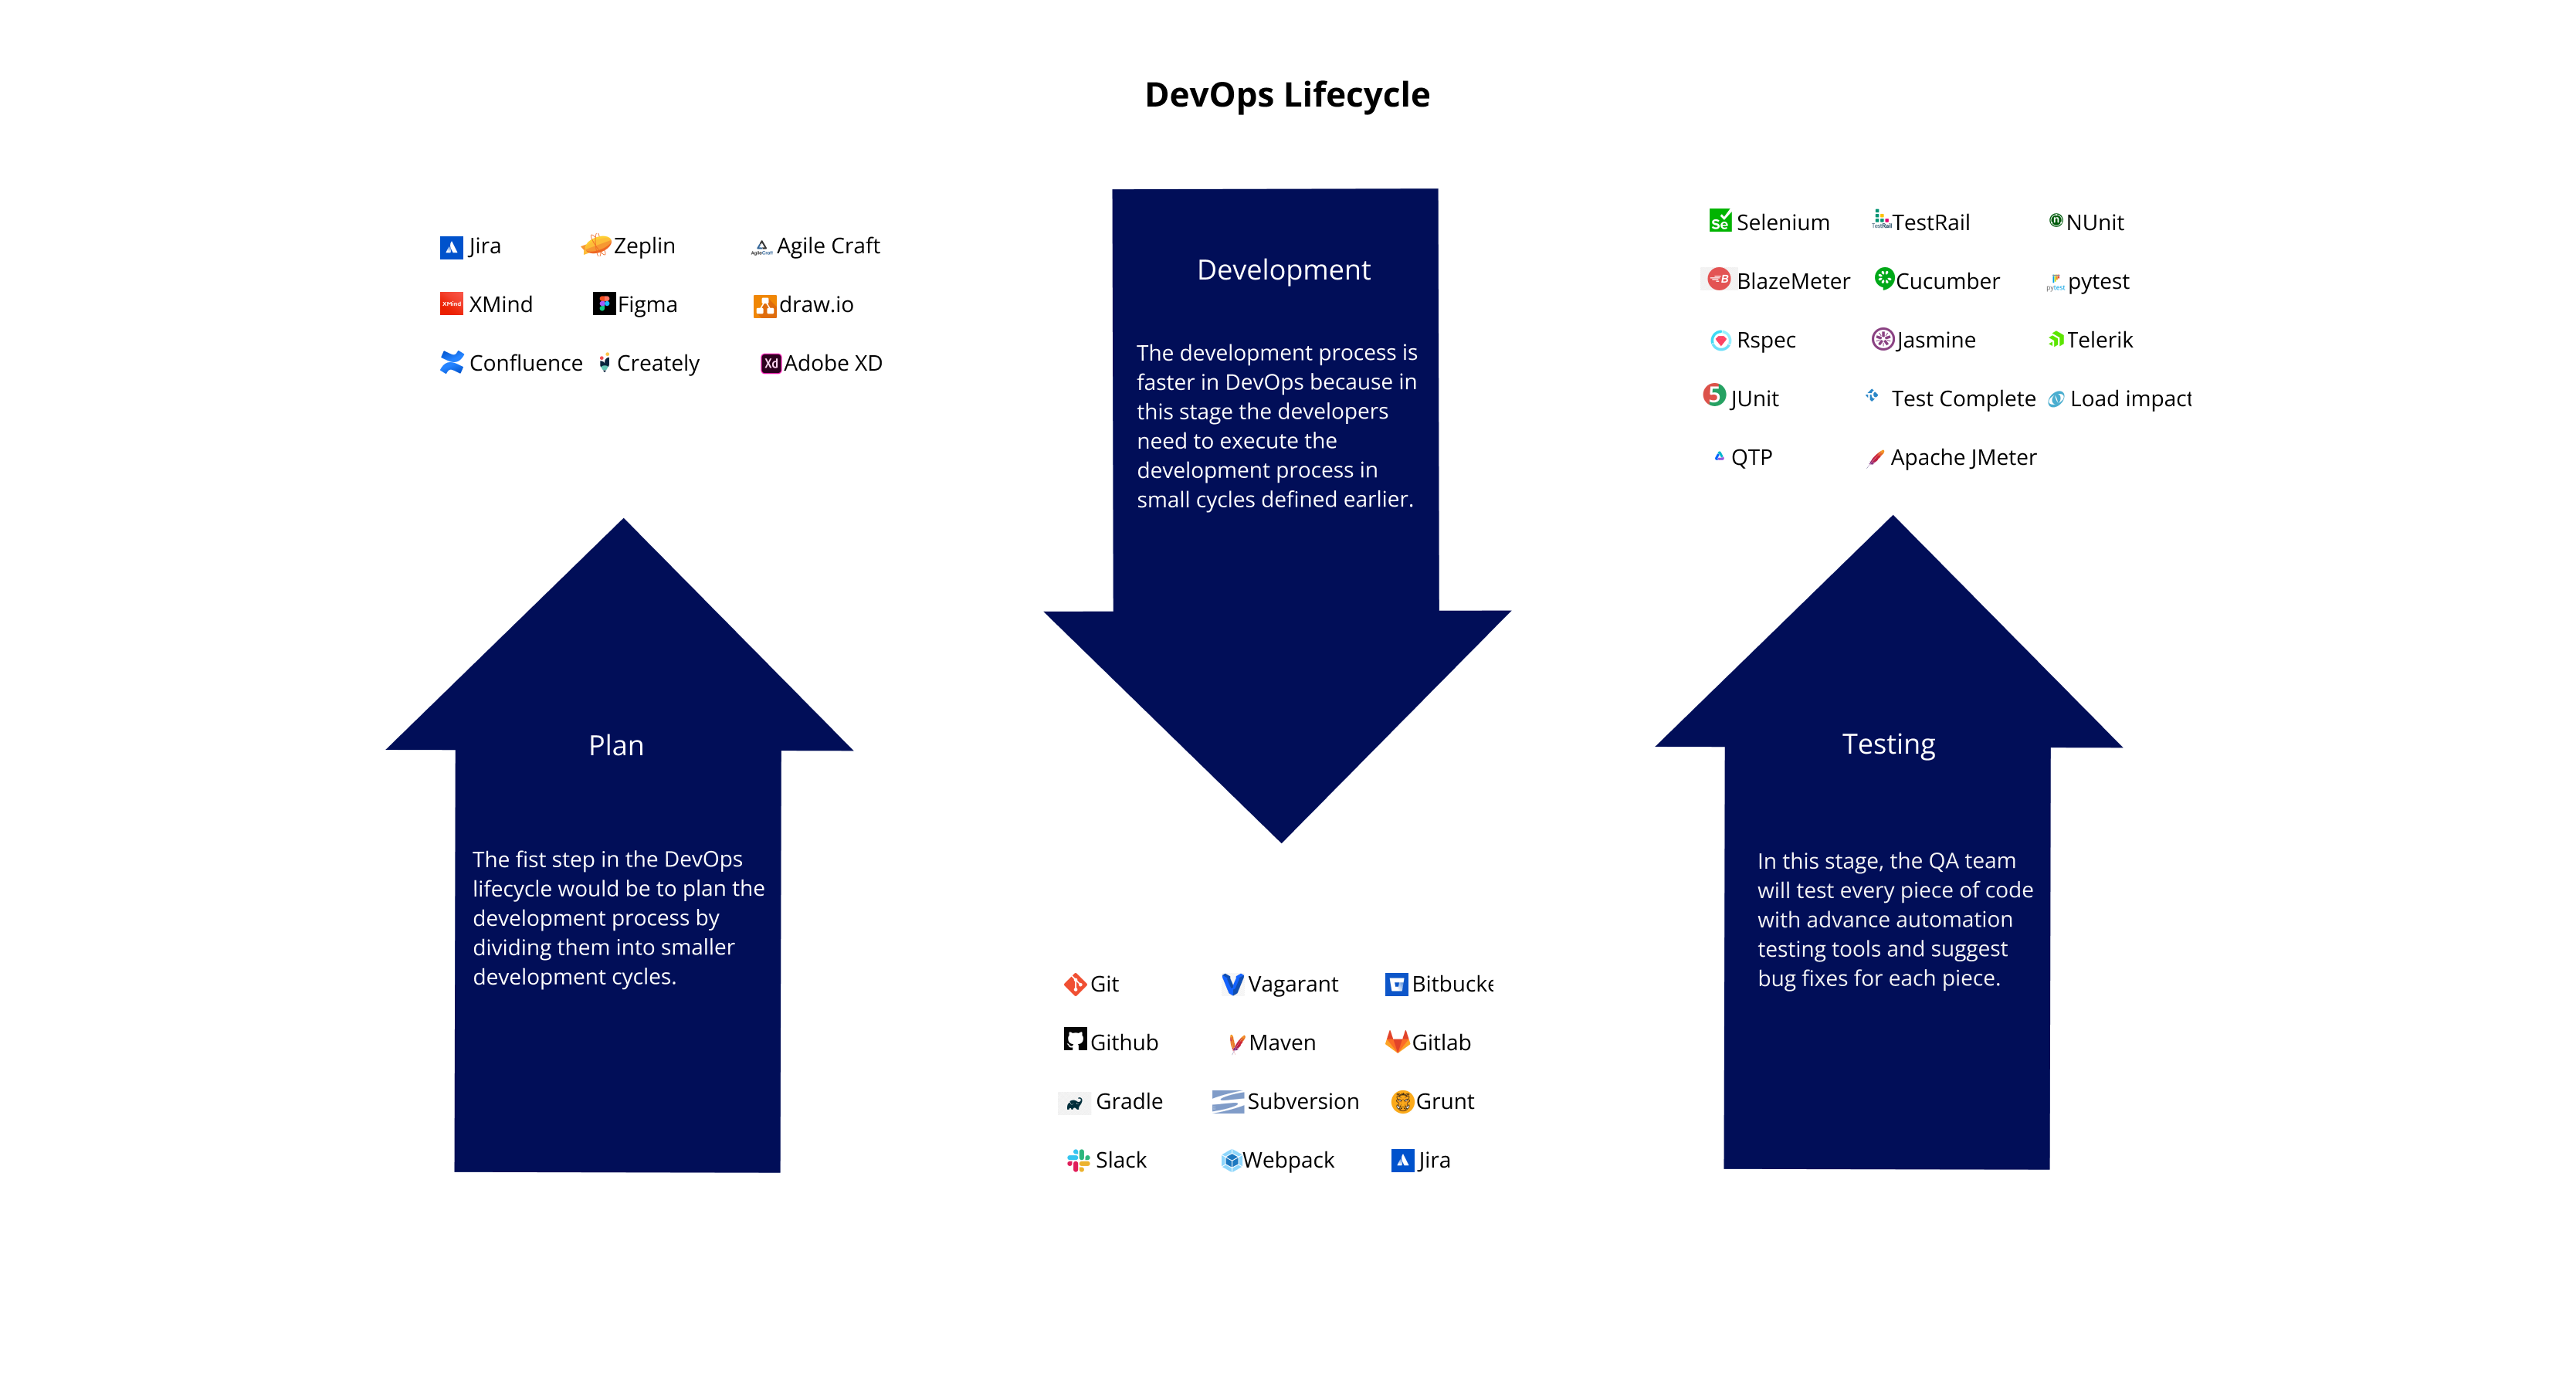 DevOps Lifecycle
Jira Zeplin Agile Craft
XMind Figma draw.io
Confluence Creately Xd Adobe XD
Plan
The fist step in the DevOps
lifecycle would be to plan the
development process by
dividing them into smaller
development cycles.
Development
The development process is
faster in DevOps because in
this stage the developers
need to execute the
development process in
small cycles defined earlier.
Git Vagarant Bitbucke
Github Maven Gitlab
Gradle Subversion Grunt
Slack Webpack Jira
Se Selenium TestRail NUnit
BlazeMeter Cucumber pytest
Rspec Jasmine Telerik
5 JUnit Test Complete Load impact
QTP Apache JMeter
Testing
In this stage, the QA team
will test every piece of code
with advance automation
testing tools and suggest
bug fixes for each piece.